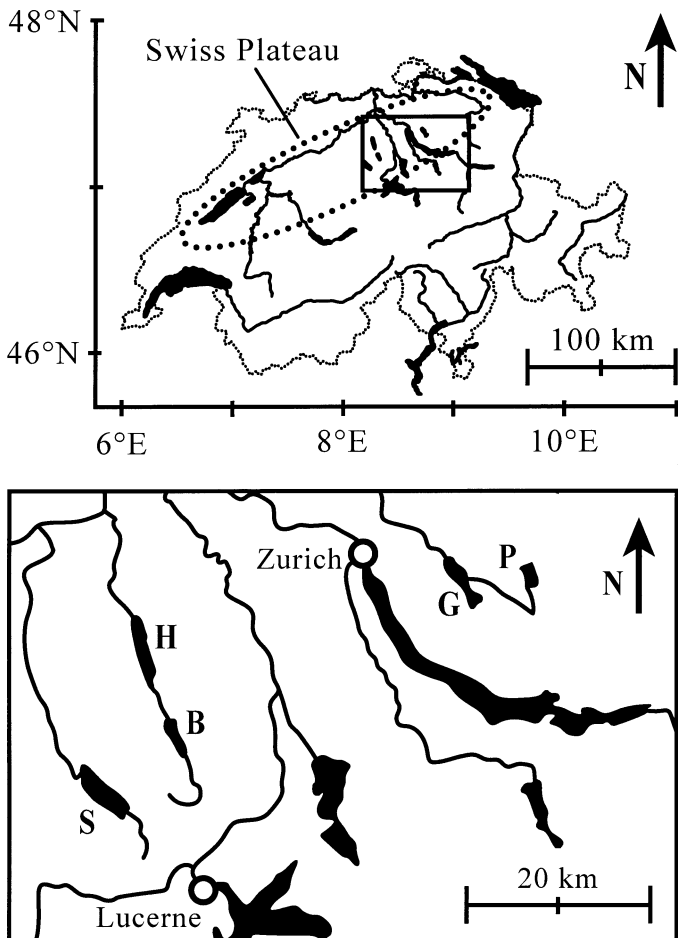 48°N
Swiss Plateau
N
46°N
100 km
6°E
8°E
10°E
Zurich
P
N
G
H
B
S
20 km
Lucerne